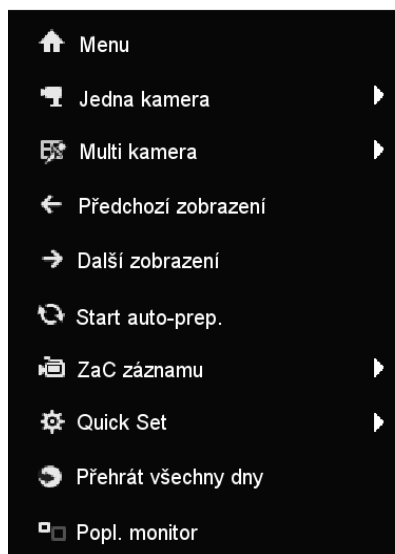 Menu
Jedna kamera
Multi kamera
Předchozí zobrazení
Další zobrazení
Start auto-prep.
ZaC záznamu
Quick Set
Přehrát všechny dny
Popl. monitor